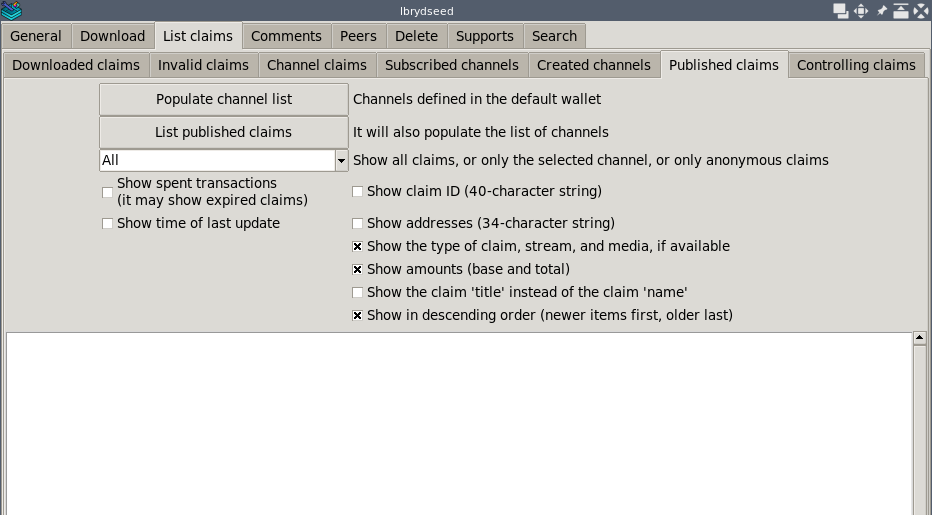 lbrydseed
General Download List claims Comments Peers Delete Supports Search
Downloaded claims Invalid claims Channel claims Subscribed channels Created channels Published claims Controlling claims
Populate channel list Channels defined in the default wallet
List published claims It will also populate the list of channels
All Show all claims, or only the selected channel, or only anonymous claims
Show spent transactions
(it may show expired claims) Show claim ID (40-character string)
Show time of last update Show addresses (34-character string)
Show the type of claim, stream, and media, if available
Show amounts (base and total)
Show the claim 'title' instead of the claim 'name'
Show in descending order (newer items first, older last)